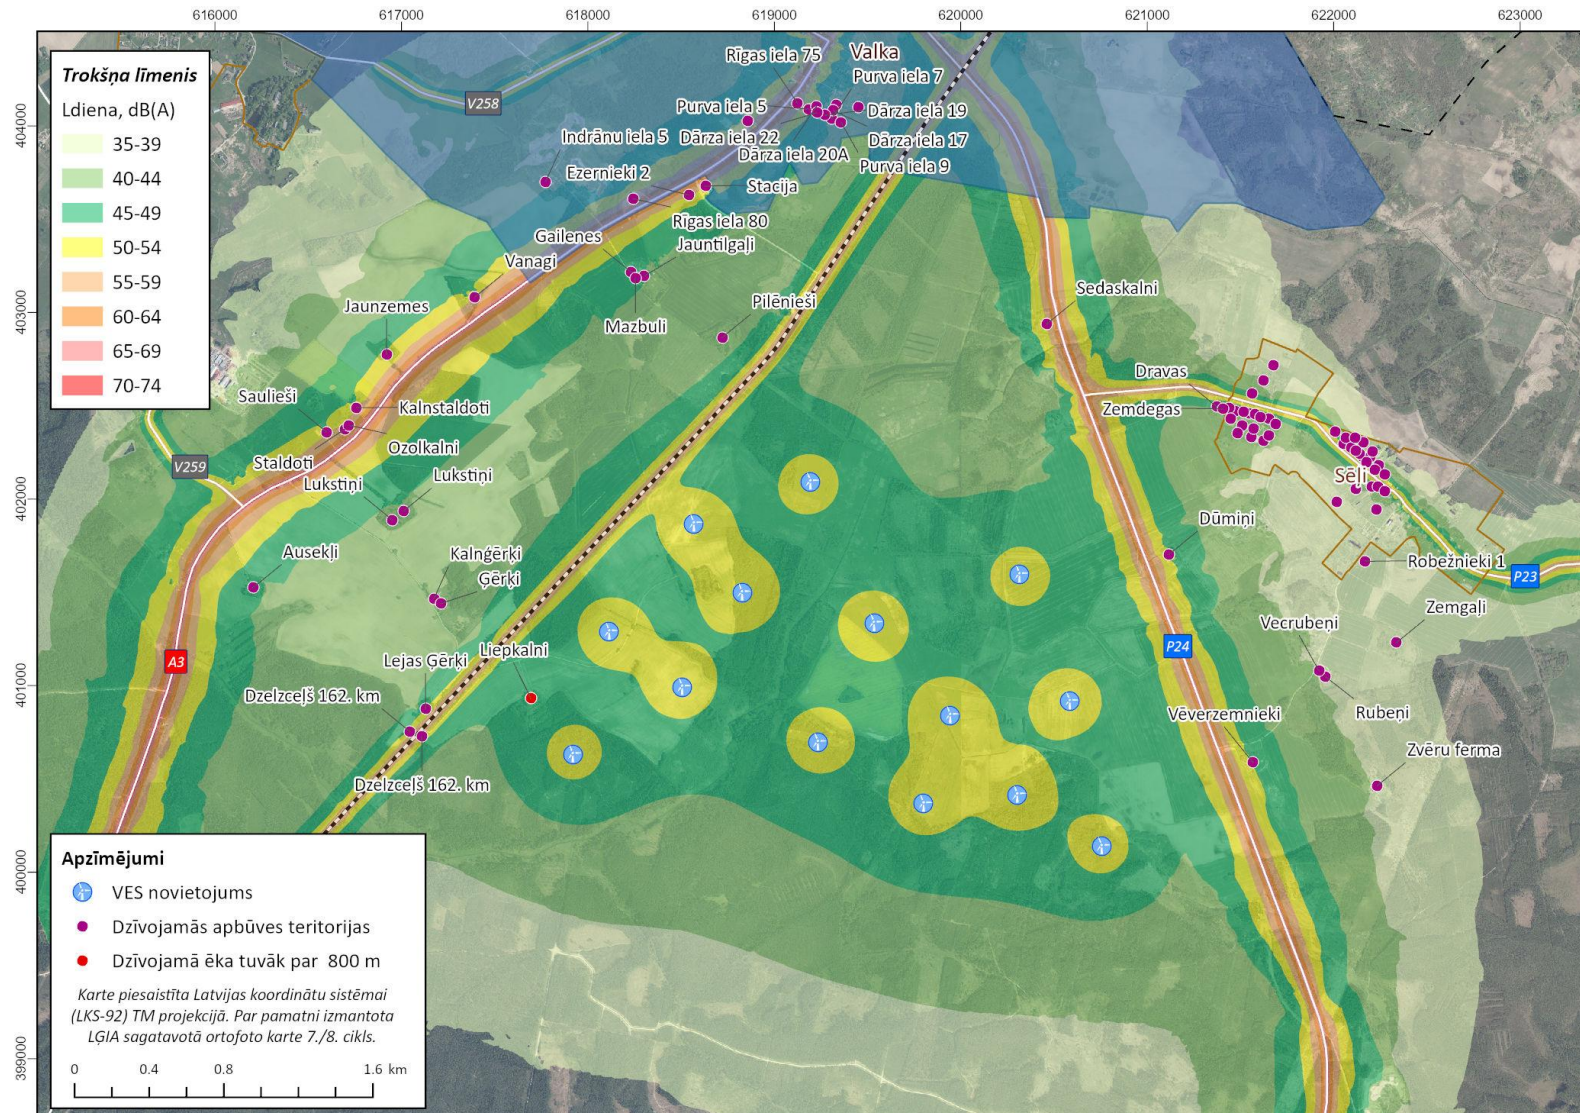 616000
617000
618000
619000
620000
621000
622000
623000
404000
403000
402000
401000
400000
399000
Trokšņa līmenis
Ldiena, dB(A)
35-39
40-44
45-49
50-54
55-59
60-64
65-69
70-74
V258
Rīgas iela 75
Valka
Purva iela 7
Purva iela 5
Dārza iela 19
Indrānu iela 5
Dārza iela 22
Dārza iela 17
Dārza iela 20A
Purva iela 9
Ezernieki 2
Stacija
Rīgas iela 80
Gailenes
Jauntilgaļi
Vanagi
Mazbuli
Pilēnieši
Jaunzemes
Sedaskalni
Dravas
Zemdegas
Saulieši
Kalnstaldoti
Ozolkalni
Staldoti
V259
Lukstiņi
Lukstiņi
Sēļi
Dūmiņi
Ausekļi
Kalnģērķi
Ģērķi
Robežnieki 1
P23
Zemgaļi
Vecrubeņi
Liepkalni
Lejas Ģērķi
A3
P24
Dzelzceļš 162. km
Vēverzemnieki
Rubeņi
Zvēru ferma
Dzelzceļš 162. km
Apzīmējumi
VES novietojums
Dzīvojamās apbūves teritorijas
Dzīvojamā ēka tuvāk par 800 m
Karte piesaistīta Latvijas koordinātu sistēmai
(LKS-92) TM projekcijā. Par pamatni izmantota
LĢIA sagatavotā ortofoto karte 7./8. cikls.
0
0.4
0.8
1.6 km